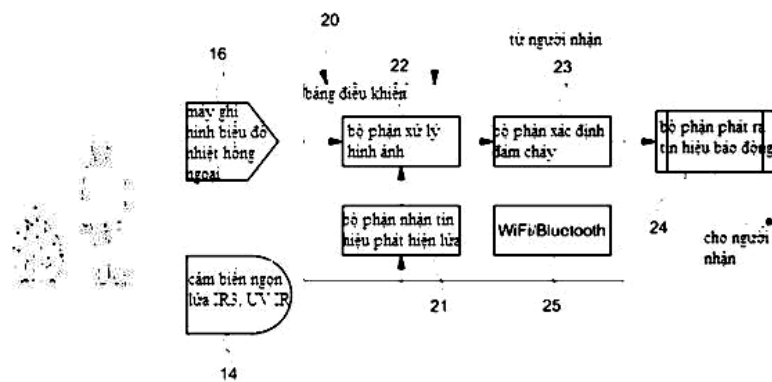 20
từ người nhận
16
22
23
bảng điều khiển
máy ghi
hình biểu đồ
nhiệt hồng
ngoại
bộ phận xử lý
hình ảnh
bộ phận xác định
đám cháy
bộ phận phát ra
tín hiệu báo động
bộ phận nhận tín
hiệu phát hiện lửa
WiFi/Bluetooth
24
cho người
nhận
cảm biến ngọn
lửa IR3, UV IR
21
25
14